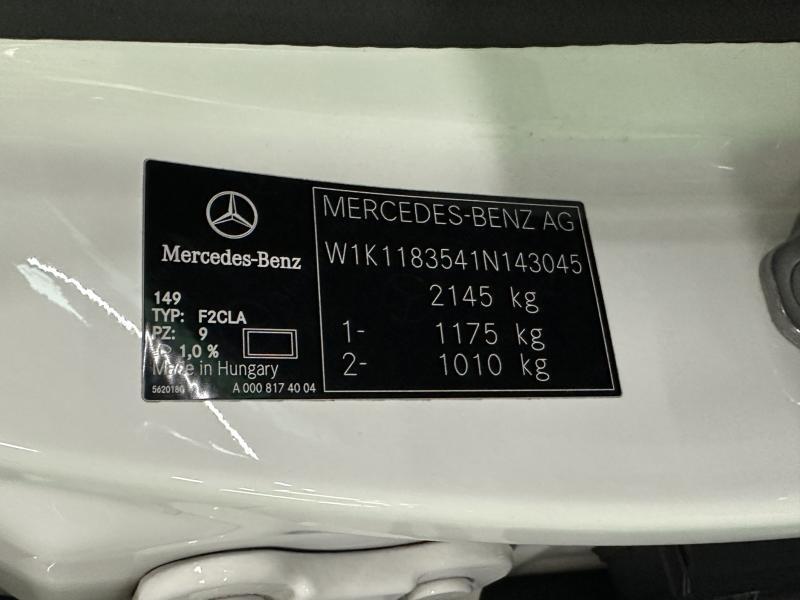 Mercedes-Benz
149
TYP: F2CLA
PZ: 9
1,0 %
Made in Hungary
A 000 817 40 04
MERCEDES-BENZ AG
W1K1183541N143045
2145 kg
1- 1175 kg
2- 1010 kg